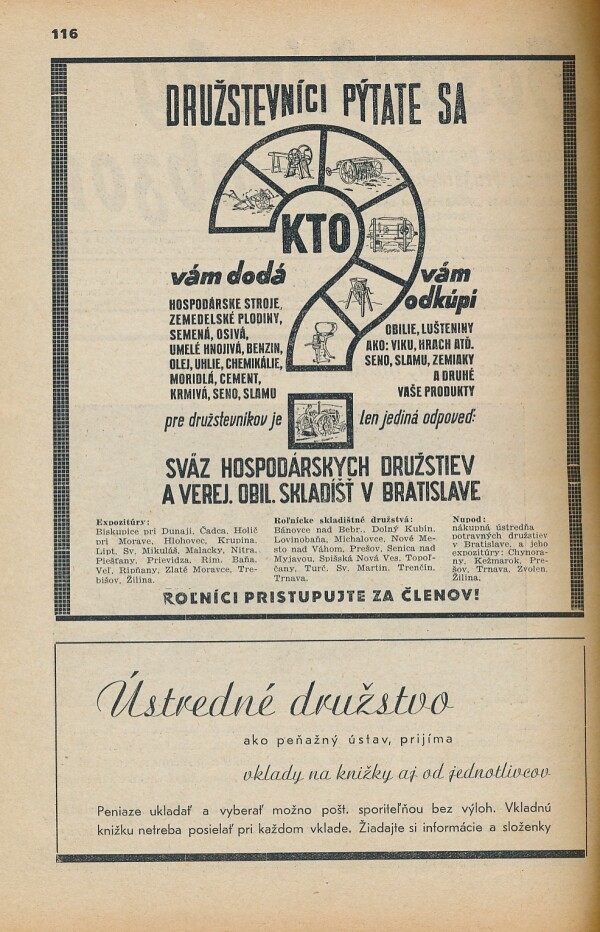 116
DRUŽSTEVNÍCI PÝTATE SA
KTO
vám dodá
HOSPODÁRSKE STROJE,
ZEMEDELSKÉ PLODINY,
SEMENÁ, OSIVÁ,
UMELÉ HNOJIVÁ, BENZIN,
OLEJ, UHLIE, CHEMIKÁLIE,
MORIDLÁ, CEMENT,
KRMIVÁ, SENO, SLAMU
vám
odkúpi
OBILIE, LUŠTENINY
AKO: VIKU, HRACH ATĎ.
SENO, SLAMU, ZEMIAKY
A DRUHÉ
VAŠE PRODUKTY
pre družstevníkov je len jediná odpoveď:
SVÄZ HOSPODÁRSKYCH DRUŽSTIEV
A VEREJ. OBIL. SKLADÍŠŤ V BRATISLAVE
Expozitúry:
Biskupice pri Dunaji, Čadca, Holíč
pri Morave, Hlohovec, Krupina,
Lipt. Sv. Mikuláš, Malacky, Nitra,
Piešťany, Prievidza, Rim. Baňa,
Veľ. Ripňany, Zlaté Moravce, Tre-
bišov, Žilina.
Roľnícke skladištné družstvá:
Bánovce nad Bebr., Dolný Kubín,
Lovinobaňa, Michalovce, Nové Me-
sto nad Váhom, Prešov, Senica nad
Myjavou, Spišská Nová Ves, Topoľ-
čany, Turč. Sv. Martin, Trenčín,
Trnava.
Nupod:
nákupná ústredňa
potravných družstiev
v Bratislave, a jeho
expozitúry: Chynora-
ny, Kežmarok, Pre-
šov, Trnava, Zvolen,
Žilina.
ROĽNÍCI PRISTUPUJTE ZA ČLENOV!
Ústredné družstvo
ako peňažný ústav, prijíma
vklady na knižky aj od jednotlivcov
Peniaze ukladať a vyberať možno pošt. sporiteľňou bez výloh. Vkladnú
knižku netreba posielať pri každom vklade. Žiadajte si informácie a složenky